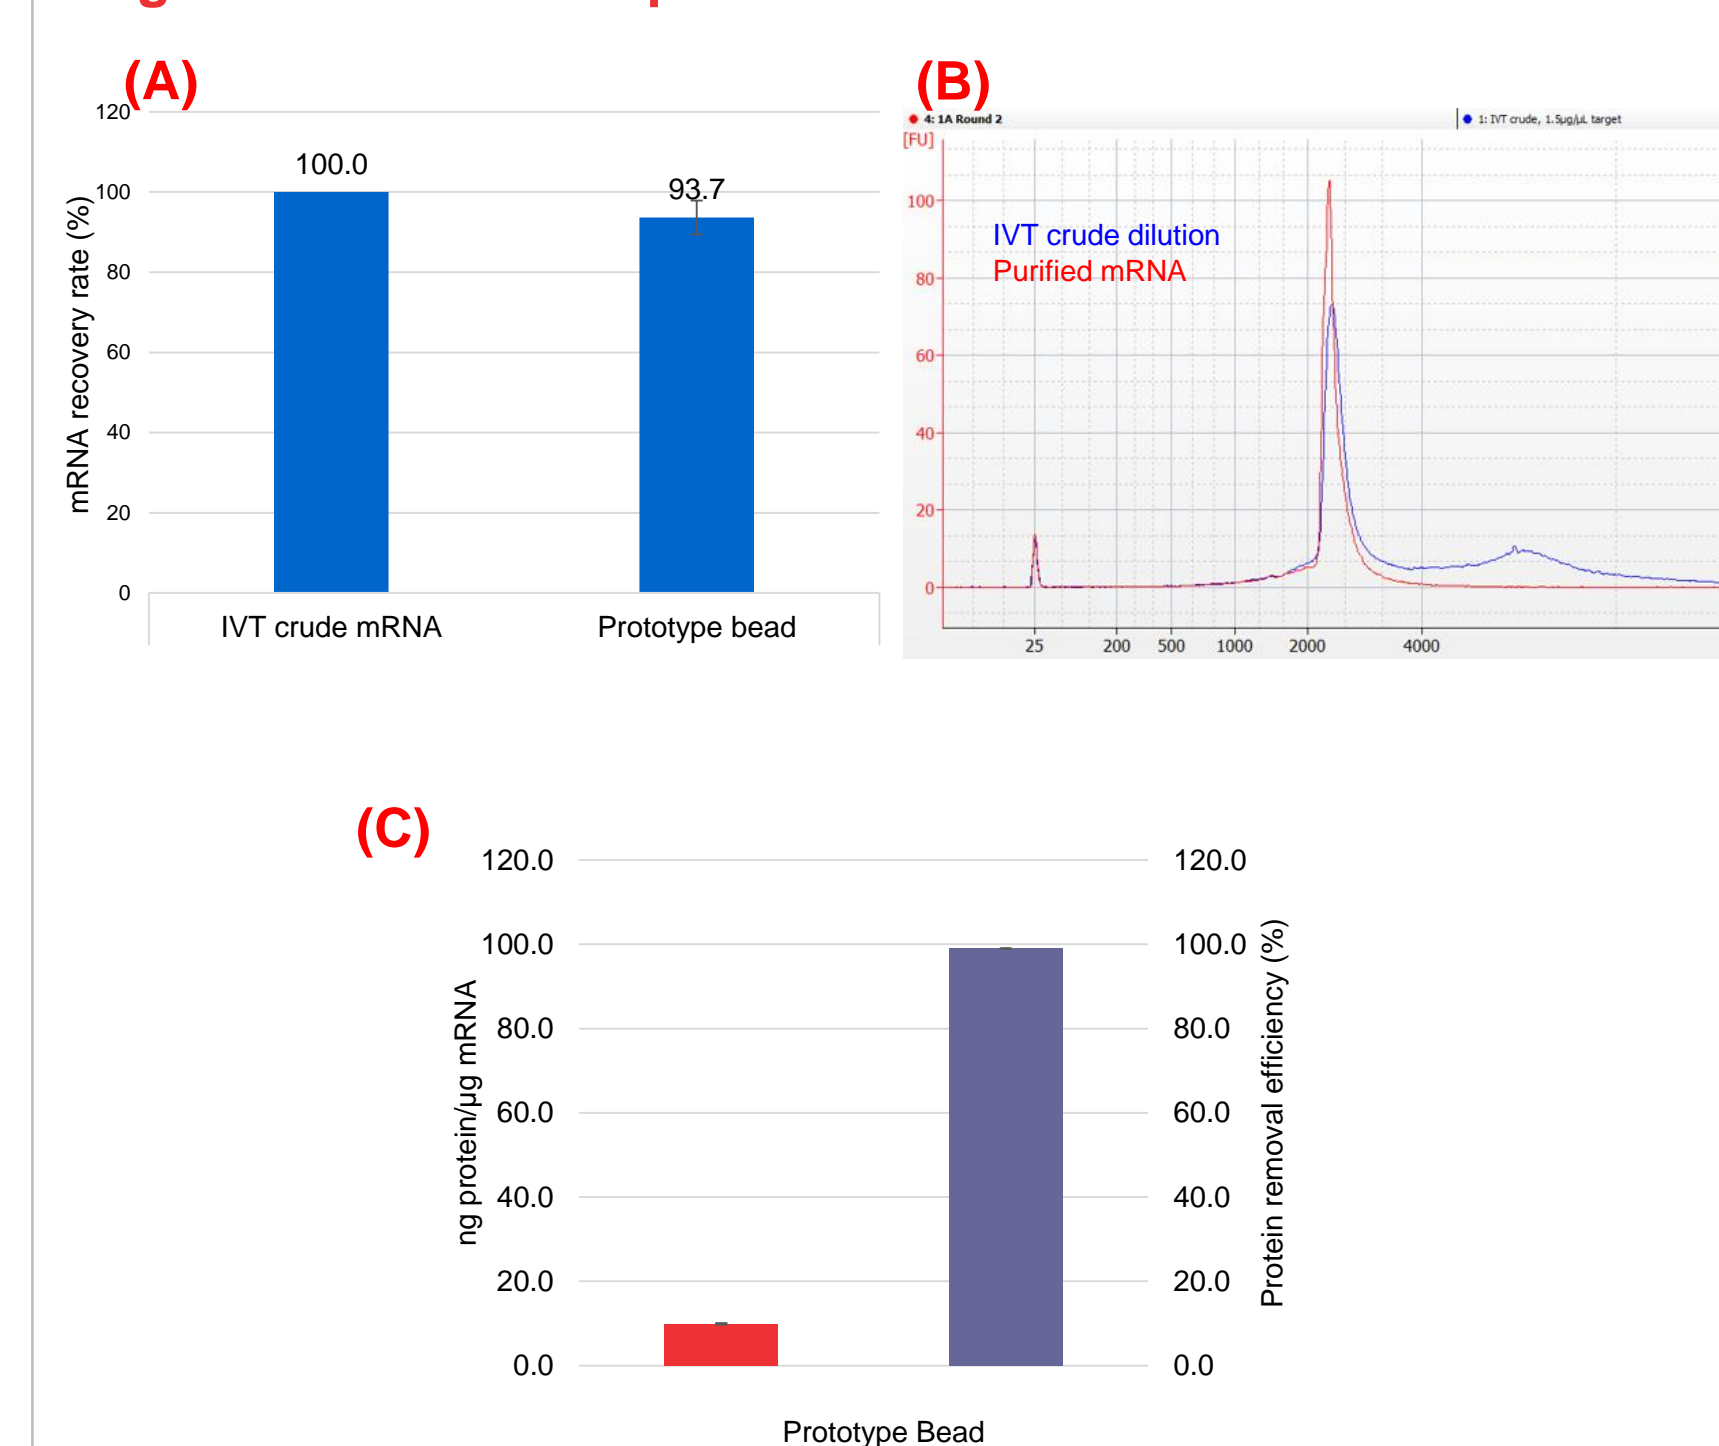 (A)
120
100
80
60
40
20
0
mRNA recovery rate (%)
100.0
93.7
IVT crude mRNA
Prototype bead
(B)
4: 1A Round 2
1: IVT crude, 1.5µg/µL target
[FU]
100
80
60
40
20
0
IVT crude dilution
Purified mRNA
25 200 500 1000 2000 4000
(C)
120.0
100.0
80.0
60.0
40.0
20.0
0.0
ng protein/µg mRNA
120.0
100.0
80.0
60.0
40.0
20.0
0.0
Protein removal efficiency (%)
Prototype Bead